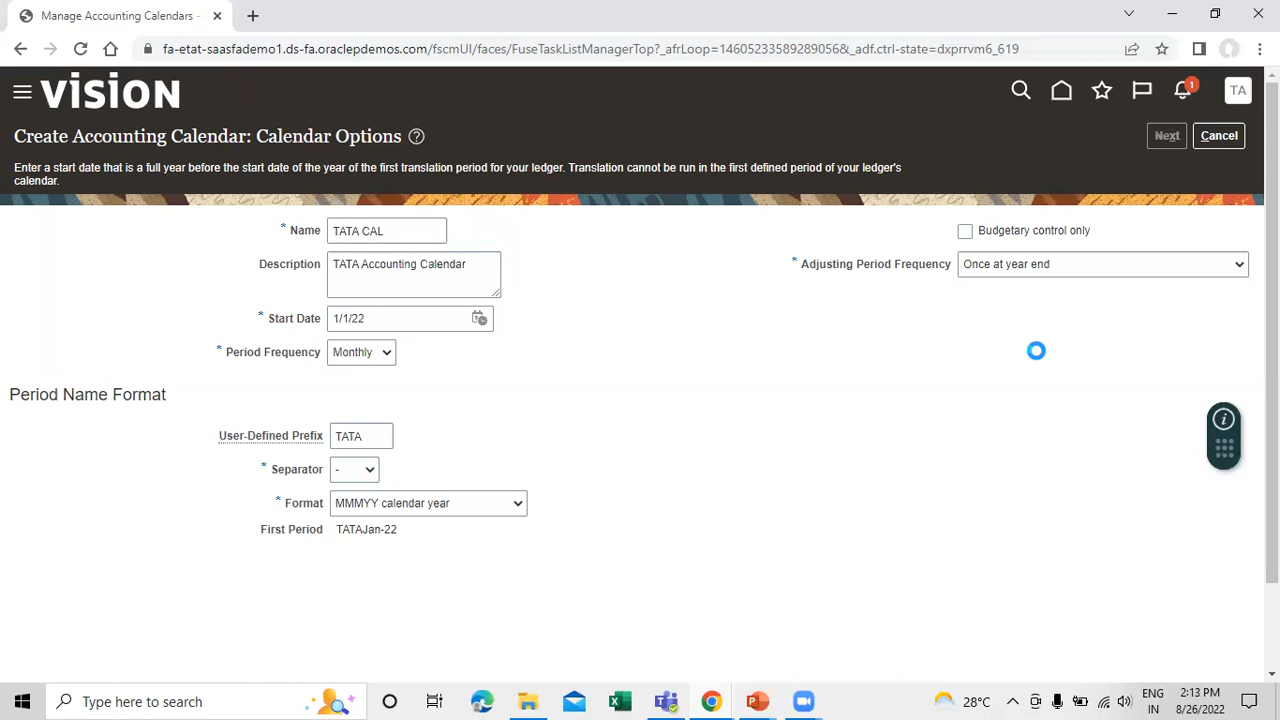 Manage Accounting Calendars -
fa-etat-saasfademo1.ds-fa.oraclepdemos.com/fscmUI/faces/FuseTaskListManagerTop?_afrLoop=146052335892890​56&_adf.ctrl-state=dxprrvm6_619
VISION
1
TA
Create Accounting Calendar: Calendar Options ?
Next
Cancel
Enter a start date that is a full year before the start date of the year of the first translation period for your ledger. Translation cannot be run in the first defined period of your ledger's
calendar.
* Name TATA CAL
Budgetary control only
Description TATA Accounting Calendar
* Adjusting Period Frequency Once at year end
* Start Date 1/1/22
* Period Frequency Monthly
Period Name Format
User-Defined Prefix TATA
* Separator -
* Format MMMYY calendar year
First Period TATAJan-22
Type here to search
28°C
ENG
IN
2:13 PM
8/26/2022